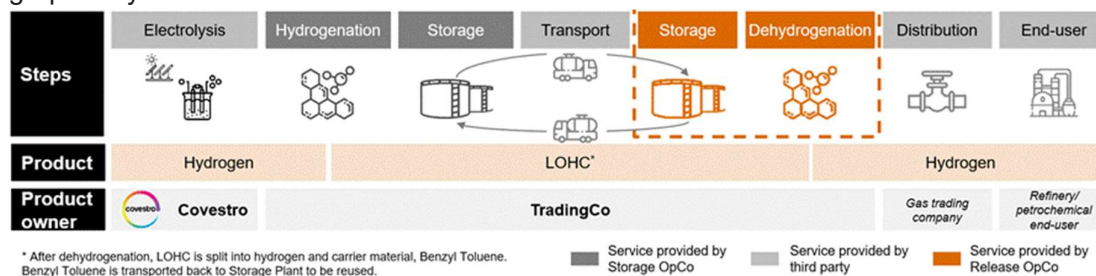 Electrolysis
Hydrogenation
Storage
Transport
Storage
Dehydrogenation
Distribution
End-user
Steps
Product
Hydrogen
LOHC*
Hydrogen
Product
owner
covestro
Covestro
TradingCo
Gas trading
company
Refinery/
petrochemical
end-user
* After dehydrogenation, LOHC is split into hydrogen and carrier material, Benzyl Toluene.
Benzyl Toluene is transported back to Storage Plant to be reused.
Service provided by
Storage OpCo
Service provided by
third party
Service provided by
Release OpCo